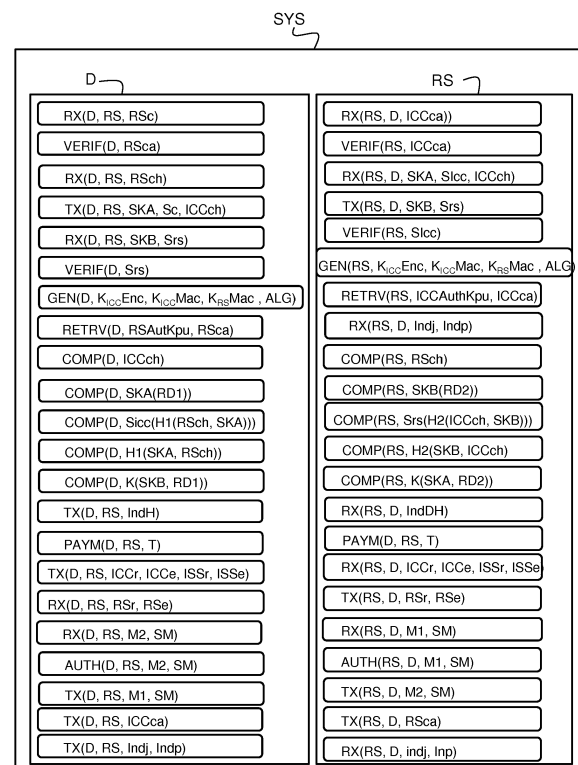 SYS
D
RX(D, RS, RSc)
VERIF(D, RSca)
RX(D, RS, RSch)
TX(D, RS, SKA, Sc, ICCch)
RX(D, RS, SKB, Srs)
VERIF(D, Srs)
GEN(D, KICCEnc, KICCMac, KRSMac , ALG)
RETRV(D, RSAutKpu, RSca)
COMP(D, ICCch)
COMP(D, SKA(RD1))
COMP(D, Sicc(H1(RSch, SKA)))
COMP(D, H1(SKA, RSch))
COMP(D, K(SKB, RD1))
TX(D, RS, IndH)
PAYM(D, RS, T)
TX(D, RS, ICCr, ICCe, ISSr, ISSe)
RX(D, RS, RSr, RSe)
RX(D, RS, M2, SM)
AUTH(D, RS, M2, SM)
TX(D, RS, M1, SM)
TX(D, RS, ICCca)
TX(D, RS, Indj, Indp)
RS
RX(RS, D, ICCca))
VERIF(RS, ICCca)
RX(RS, D, SKA, SIcc, ICCch)
TX(RS, D, SKB, Srs)
VERIF(RS, SIcc)
GEN(RS, KICCEnc, KICCMac, KRSMac , ALG)
RETRV(RS, ICCAuthKpu, ICCca)
RX(RS, D, Indj, Indp)
COMP(RS, RSch)
COMP(RS, SKB(RD2))
COMP(RS, Srs(H2(ICCch, SKB)))
COMP(RS, H2(SKB, ICCch)
COMP(RS, K(SKA, RD2))
RX(RS, D, IndDH)
PAYM(D, RS, T)
RX(RS, D, ICCr, ICCe, ISSr, ISSe)
TX(RS, D, RSr, RSe)
RX(RS, D, M1, SM)
AUTH(RS, D, M1, SM)
TX(RS, D, M2, SM)
TX(RS, D, RSca)
RX(RS, D, indj, Inp)